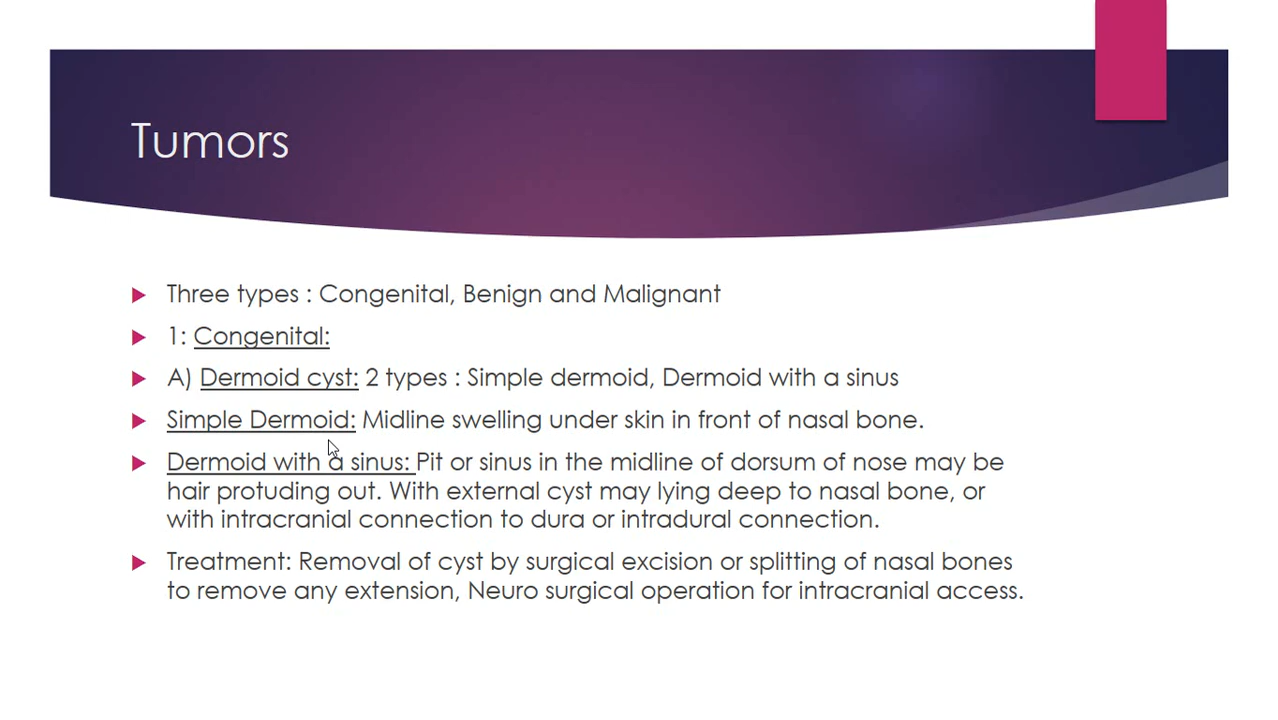 Tumors
Three types : Congenital, Benign and Malignant
1: Congenital:
A) Dermoid cyst: 2 types : Simple dermoid, Dermoid with a sinus
Simple Dermoid: Midline swelling under skin in front of nasal bone.
Dermoid with a sinus: Pit or sinus in the midline of dorsum of nose may be
hair protuding out. With external cyst may lying deep to nasal bone, or
with intracranial connection to dura or intradural connection.
Treatment: Removal of cyst by surgical excision or splitting of nasal bones
to remove any extension, Neuro surgical operation for intracranial access.